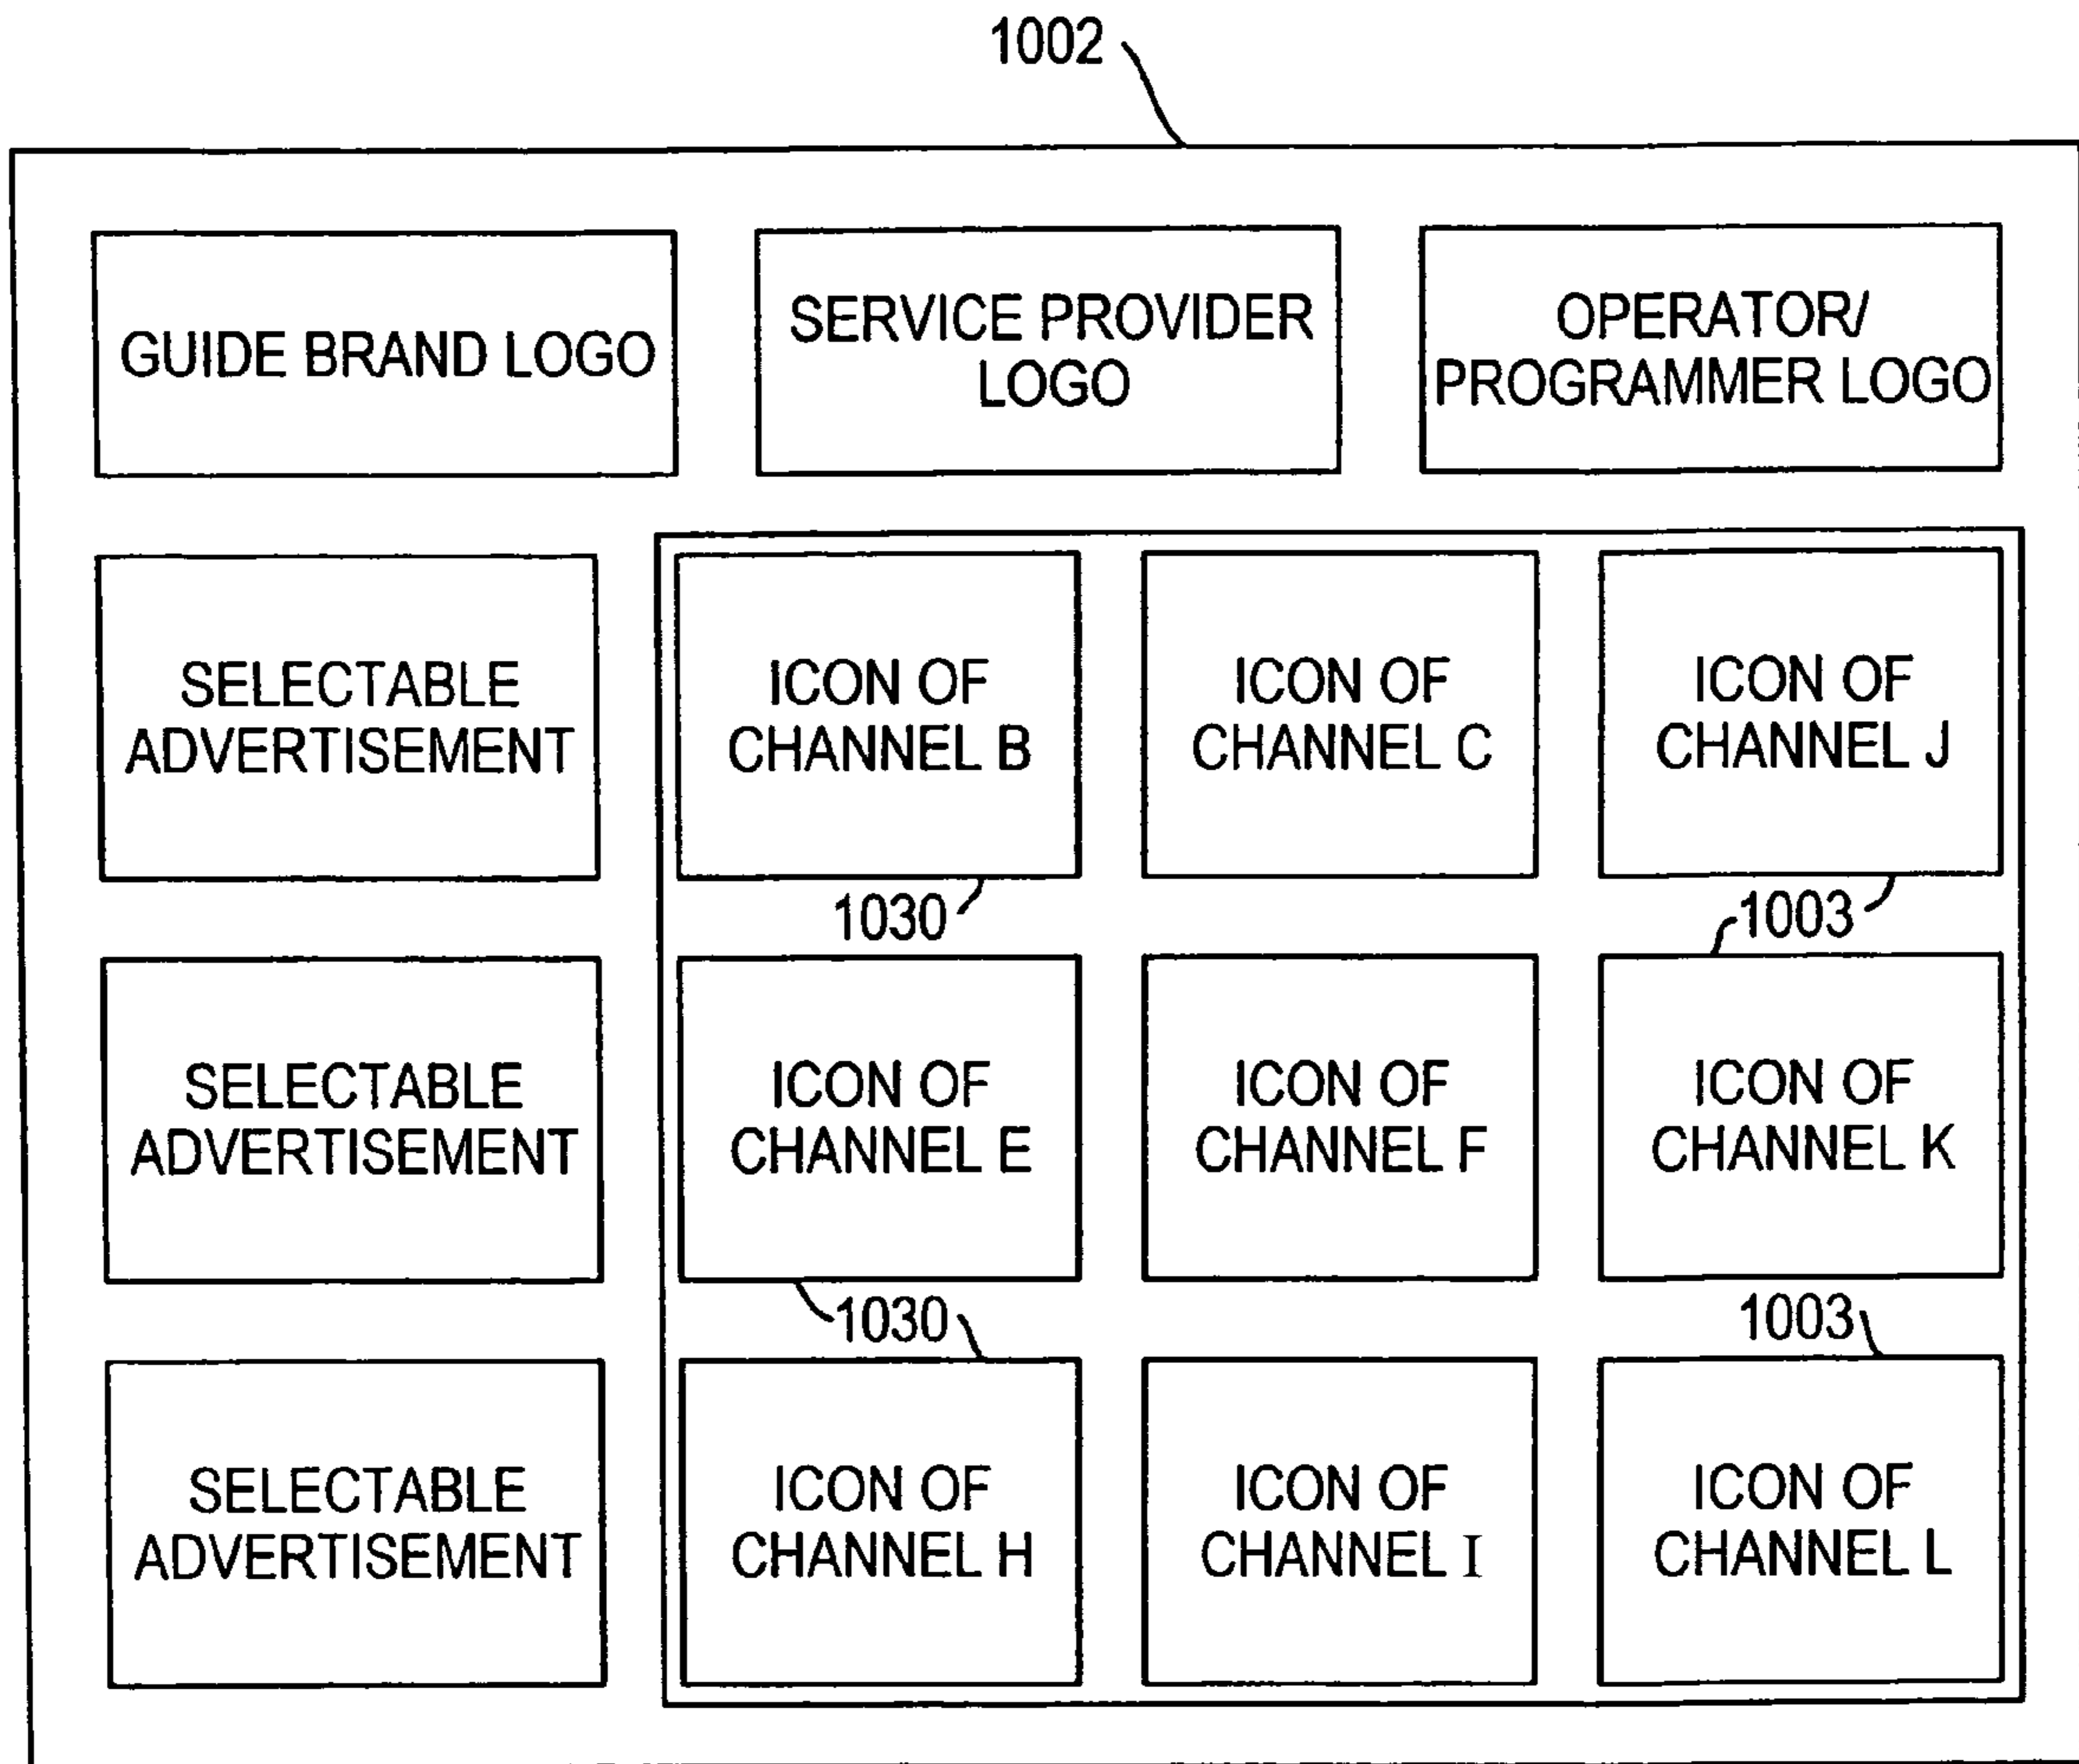 1002
GUIDE BRAND LOGO
SERVICE PROVIDER
LOGO
OPERATOR/
PROGRAMMER LOGO
SELECTABLE
ADVERTISEMENT
ICON OF
CHANNEL B
ICON OF
CHANNEL C
ICON OF
CHANNEL J
1030
1003
SELECTABLE
ADVERTISEMENT
ICON OF
CHANNEL E
ICON OF
CHANNEL F
ICON OF
CHANNEL K
1030
1003
SELECTABLE
ADVERTISEMENT
ICON OF
CHANNEL H
ICON OF
CHANNEL I
ICON OF
CHANNEL L